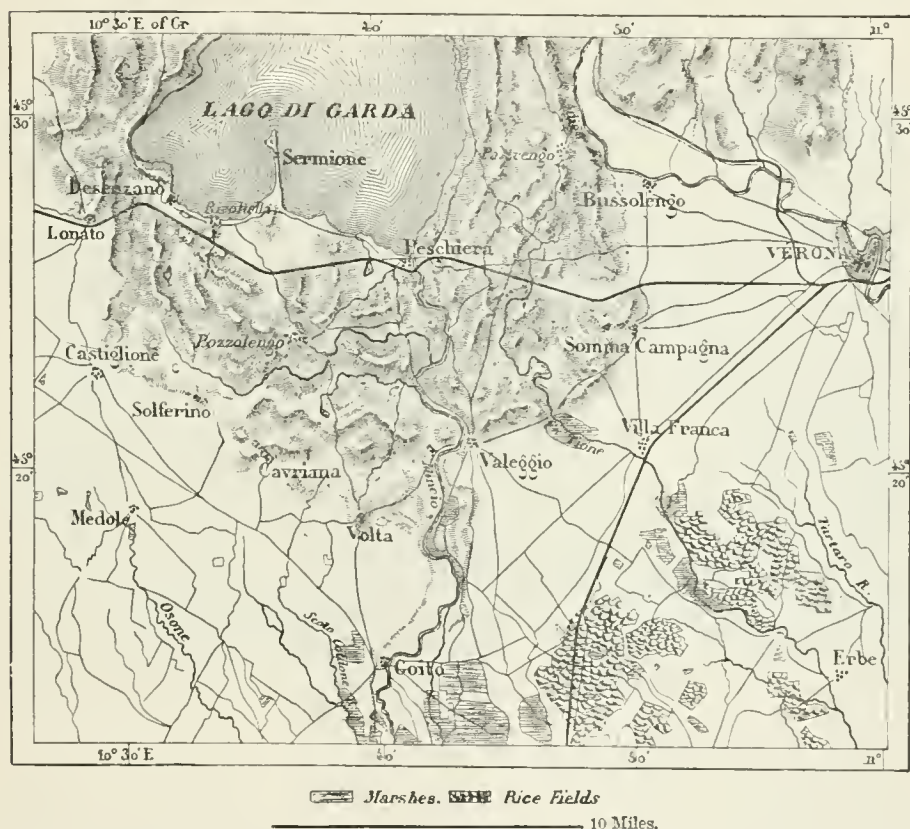 10° 30' E. of Gr
40'
50'
11°
45° 30'
45° 30
LAGO DI GARDA
Sermione
Pastrengo
Adige
Bussolengo
Desenzano
Rivoltella
Lonato
Peschiera
VERONA
Pozzolengo
Somma Campagna
Castiglione
Solferino
Villa Franca
Tione
Valeggio
Cavriana
45° 20'
45° 20'
Mincio
Medole
Volta
Tartaro R.
Osone
Goito
Erbe
10° 30' E
40'
50'
11°
Marshes.
Rice Fields
10 Miles.